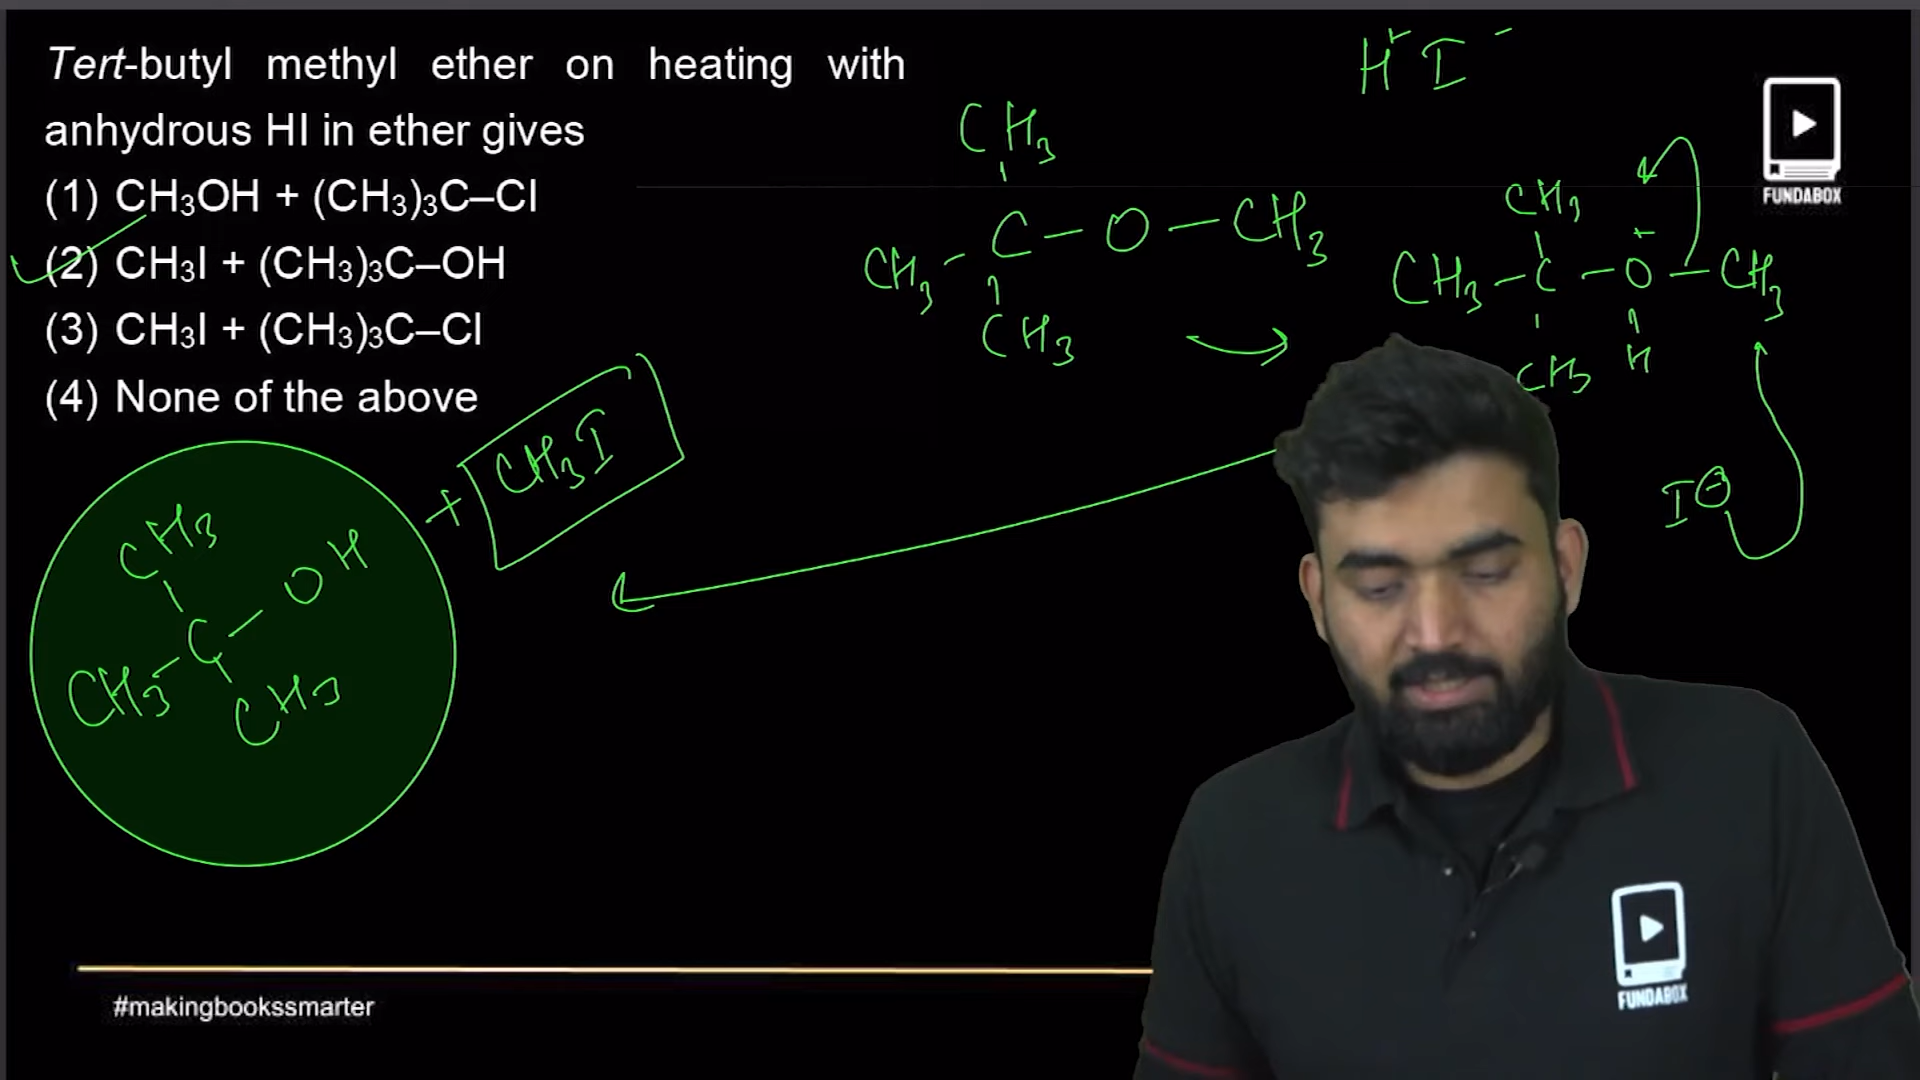 Tert-butyl methyl ether on heating with
anhydrous HI in ether gives
(1) CH3OH + (CH3)3C–Cl
(2) CH3I + (CH3)3C–OH
(3) CH3I + (CH3)3C–Cl
(4) None of the above
H+ I-
CH3
CH3 - C - O - CH3
CH3
CH3
CH3 - C - O+ - CH3
CH3 H
I⊖
+ CH3I
CH3
C - OH
CH3
CH3
FUNDABOX
FUNDABOX
#makingbookssmarter